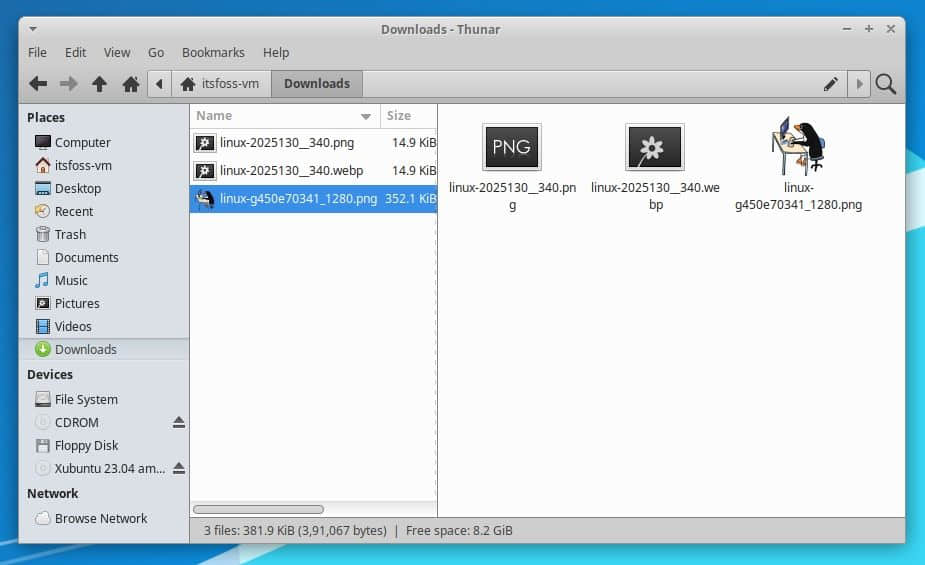 Downloads - Thunar
File Edit View Go Bookmarks Help
itsfoss-vm Downloads
Places
Computer
itsfoss-vm
Desktop
Recent
Trash
Documents
Music
Pictures
Videos
Downloads
Devices
File System
CDROM
Floppy Disk
Xubuntu 23.04 am...
Network
Browse Network
Name Size
linux-2025130__340.png 14.9 KiB
linux-2025130__340.webp 14.9 KiB
linux-g450e70341_1280.png 352.1 KiB
PNG
linux-2025130__340.pn
g
linux-2025130__340.we
bp
linux-
g450e70341_1280.png
3 files: 381.9 KiB (3,91,067 bytes) | Free space: 8.2 GiB